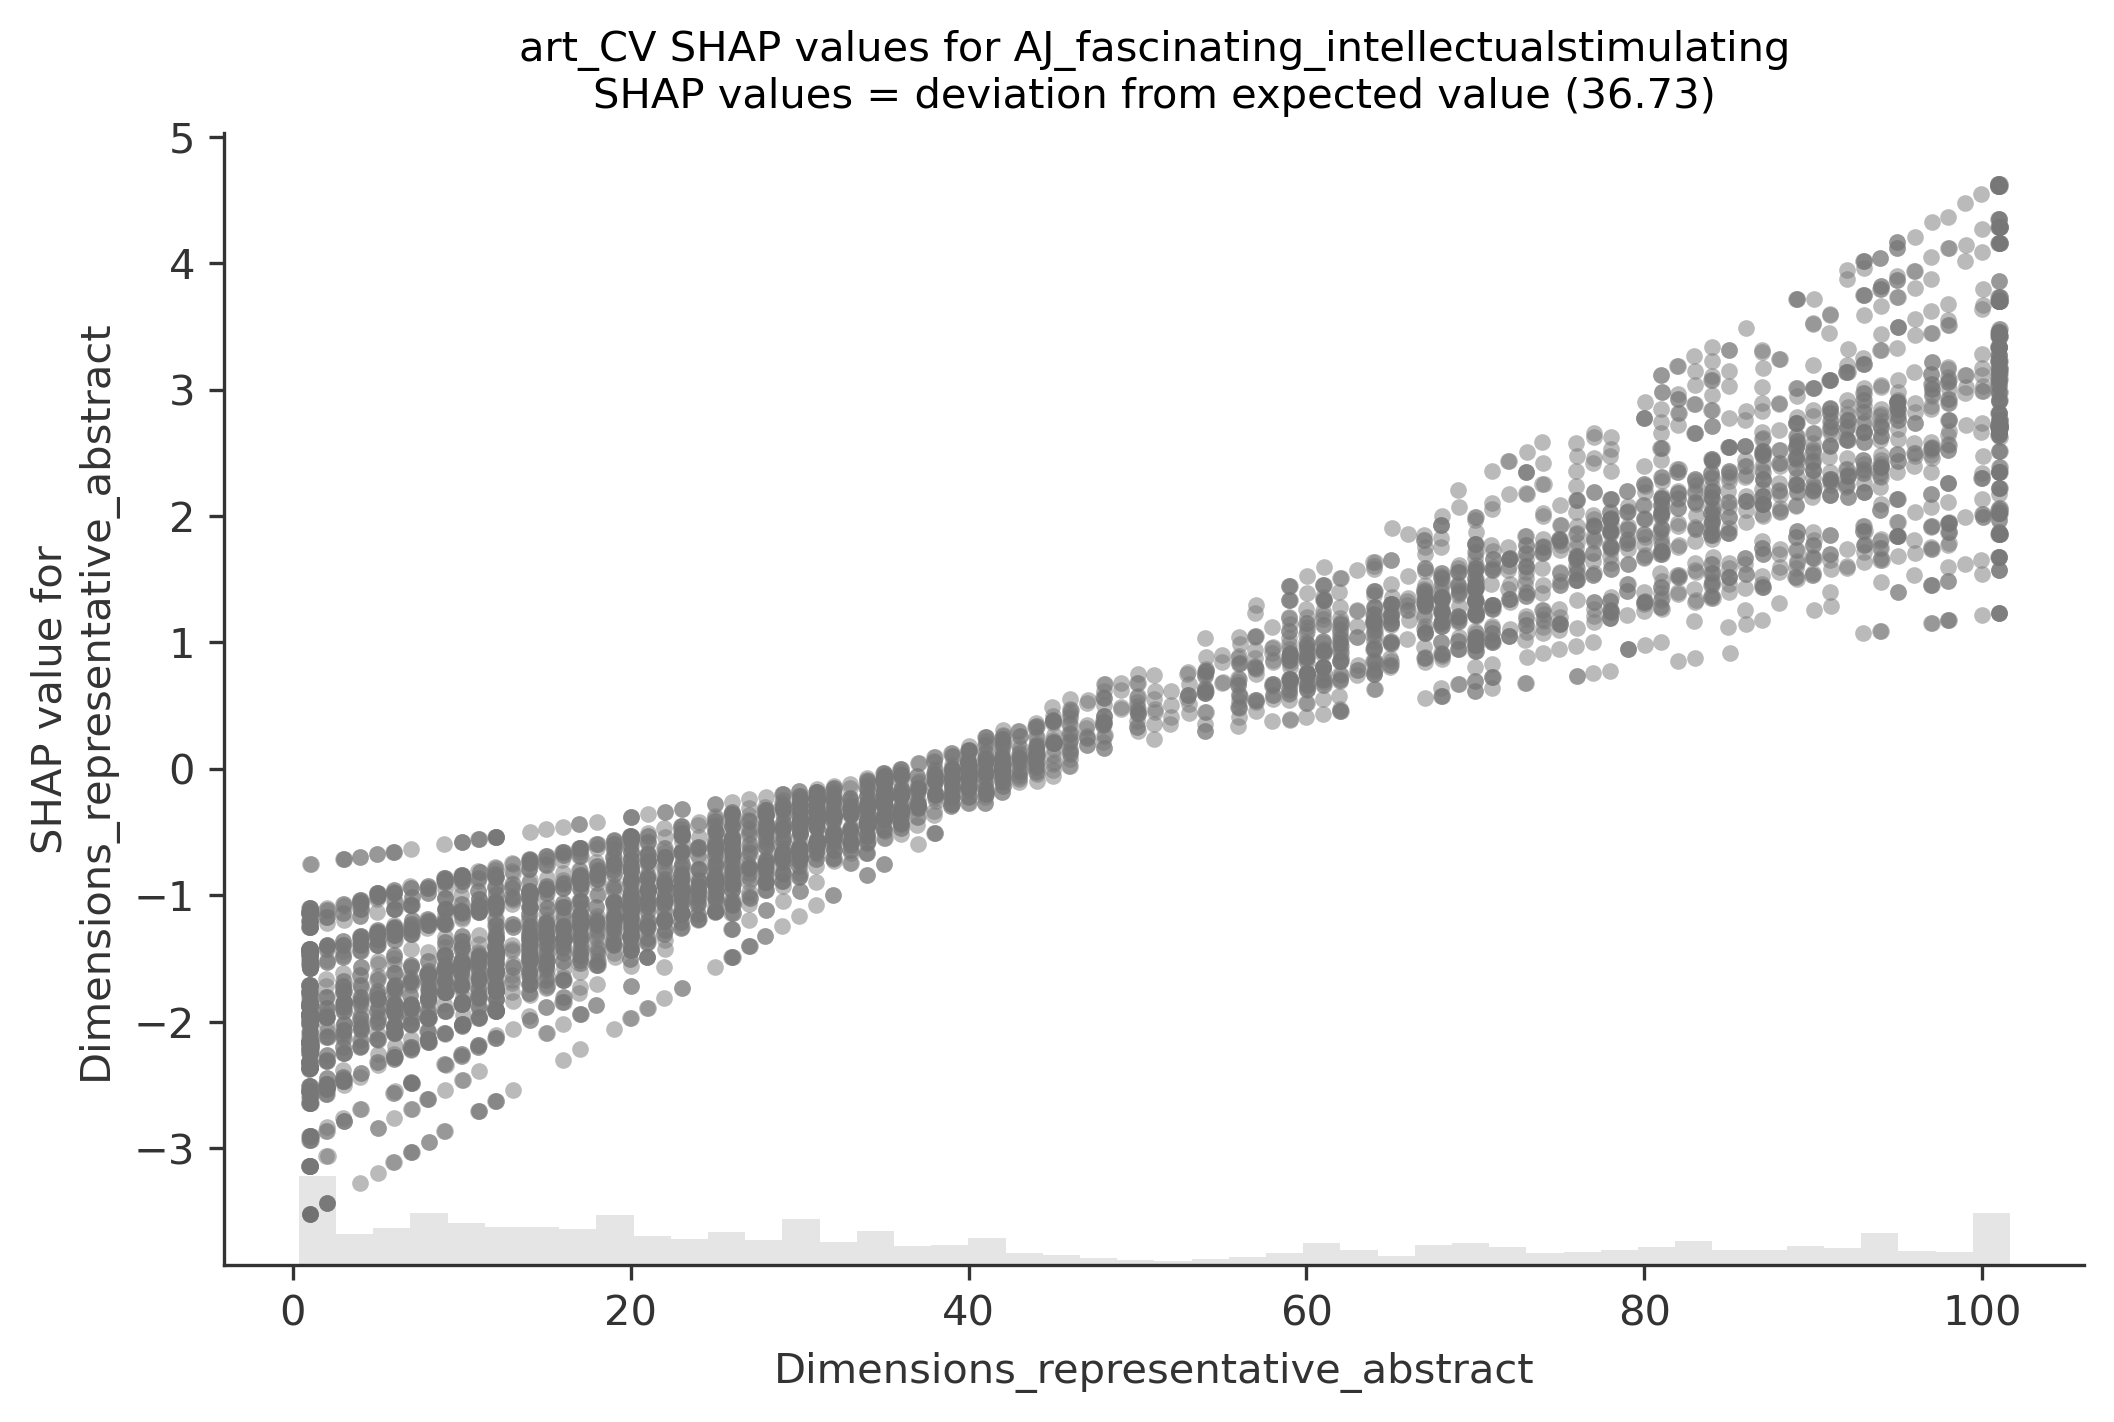 art_CV SHAP values for AJ_fascinating_intellectualstimulating
SHAP values = deviation from expected value (36.73)
SHAP value for
Dimensions_representative_abstract
5
4
3
2
1
0
−1
−2
−3
0 20 40 60 80 100
Dimensions_representative_abstract